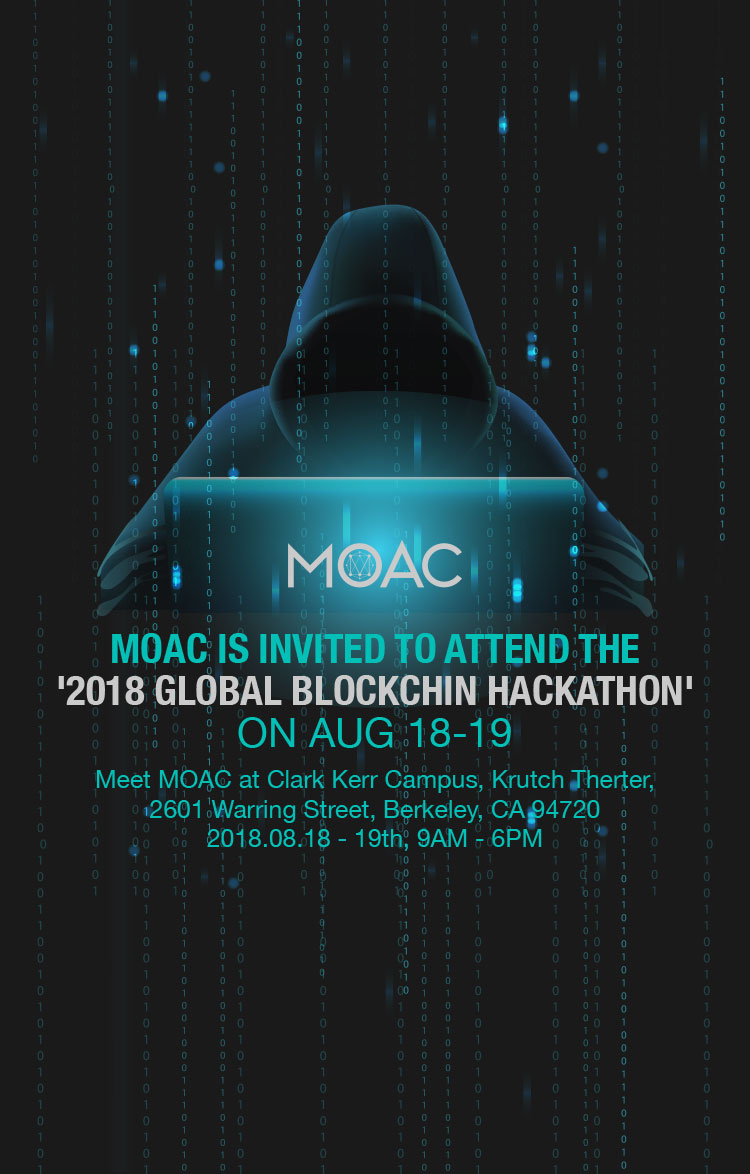 MOAC
MOAC IS INVITED TO ATTEND THE
'2018 GLOBAL BLOCKCHIN HACKATHON'
ON AUG 18-19
Meet MOAC at Clark Kerr Campus, Krutch Therter,
2601 Warring Street, Berkeley, CA 94720
2018.08.18 - 19th, 9AM - 6PM